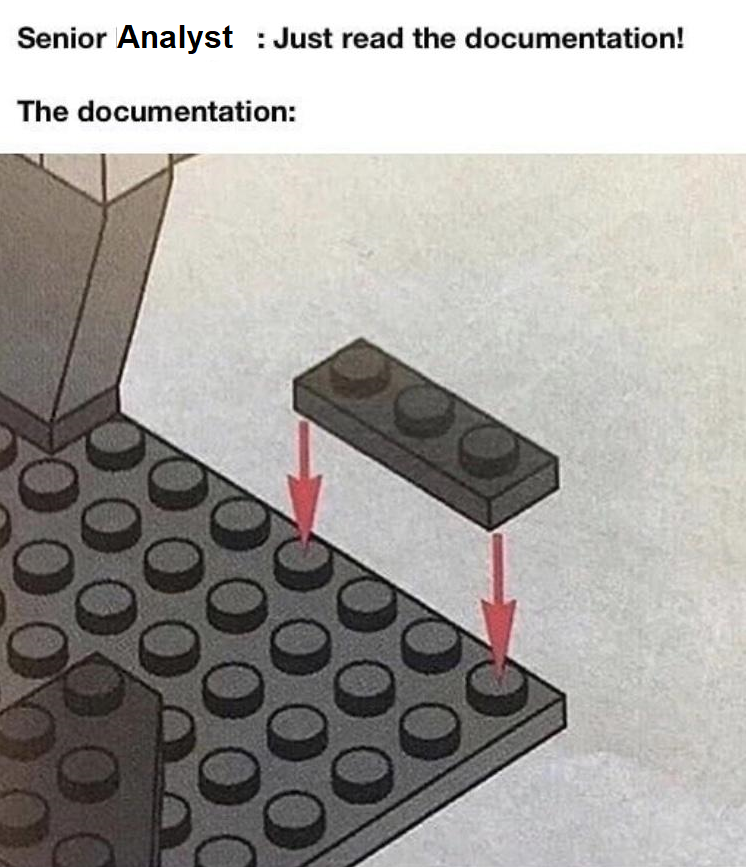 Senior Analyst : Just read the documentation!
The documentation: